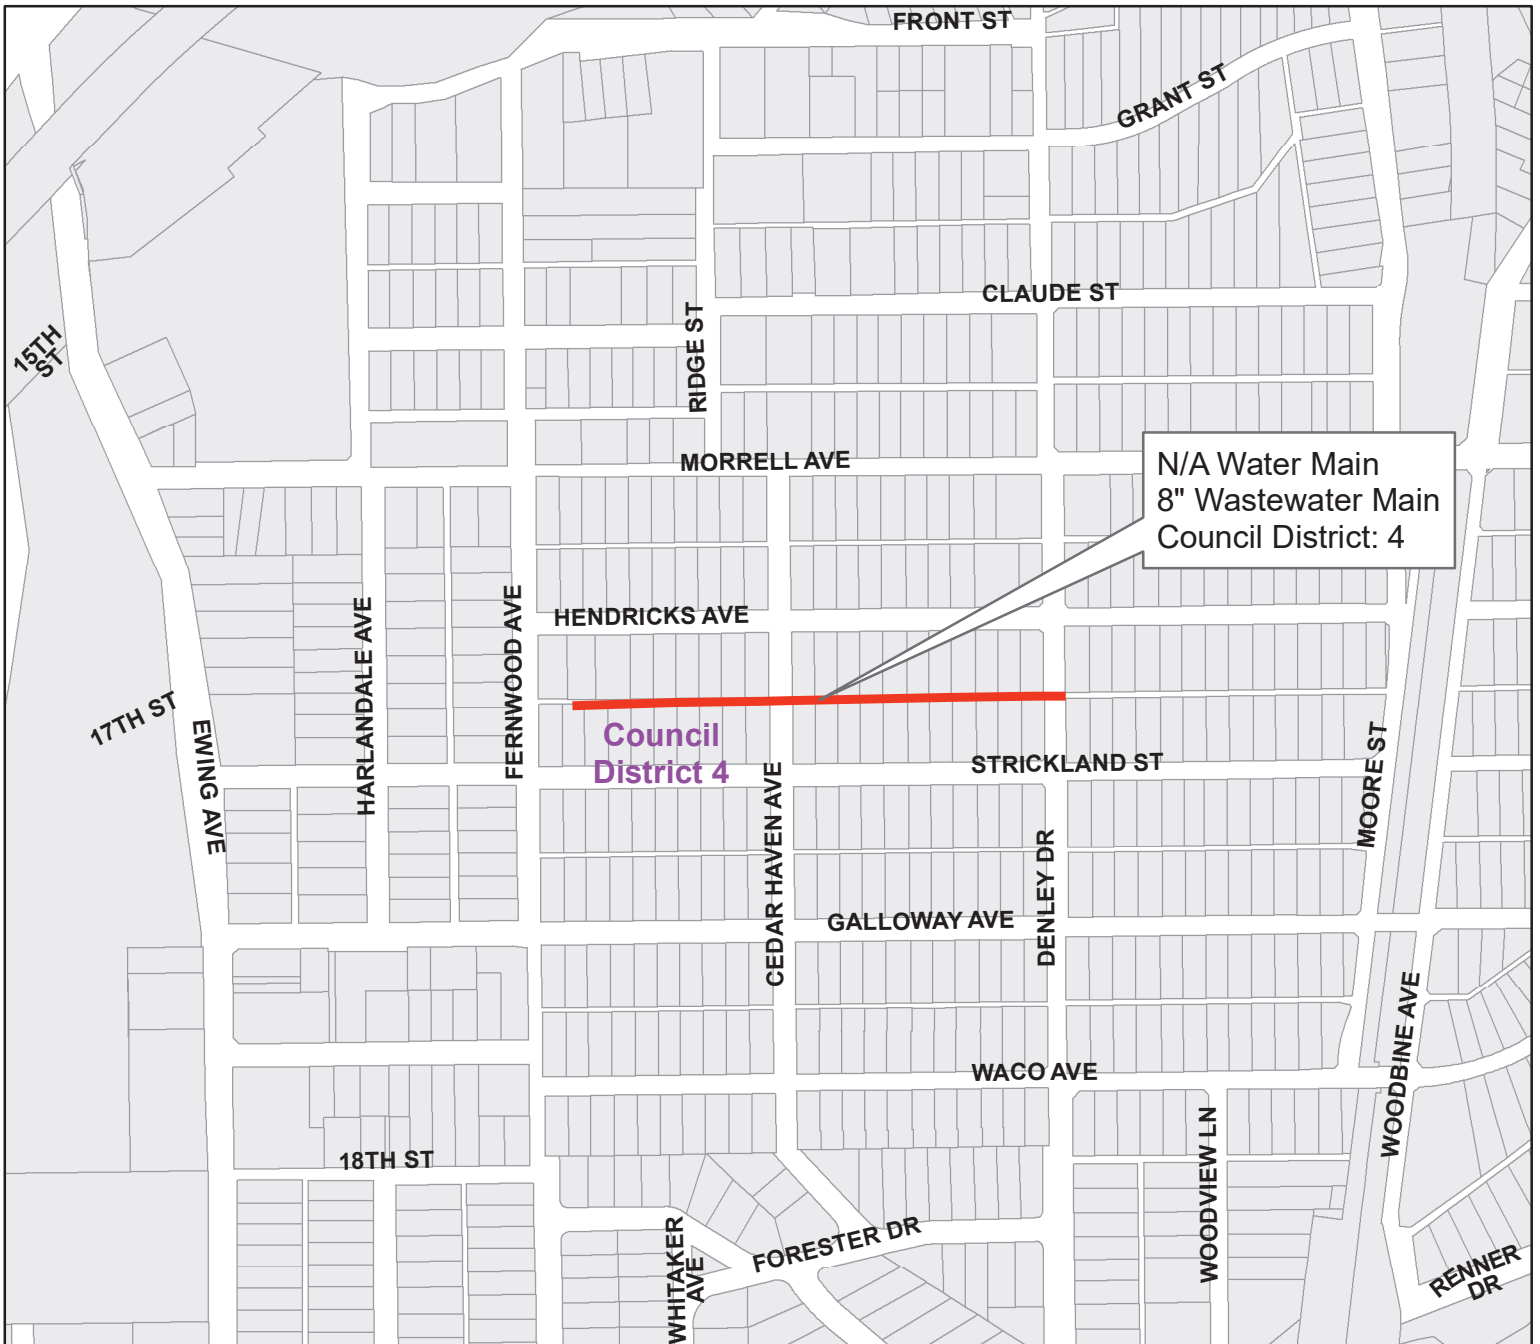 FRONT ST
GRANT ST
CLAUDE ST
15TH
ST
RIDGE ST
MORRELL AVE
N/A Water Main
8" Wastewater Main
Council District: 4
HENDRICKS AVE
HARLANDALE AVE
FERNWOOD AVE
17TH ST
EWING AVE
Council
District 4
STRICKLAND ST
MOORE ST
CEDAR HAVEN AVE
DENLEY DR
GALLOWAY AVE
WOODBINE AVE
WACO AVE
18TH ST
WOODVIEW LN
WHITAKER
AVE
FORESTER DR
RENNER
DR